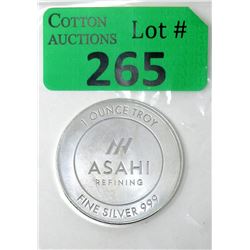 COTTON
AUCTIONS
Lot #
265
1 OUNCE TROY
ASAHI
REFINING
FINE SILVER 999